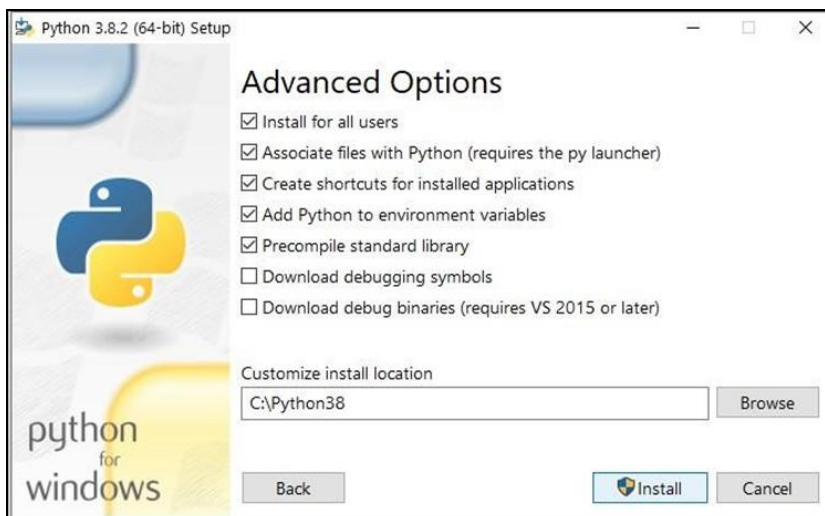 Python 3.8.2 (64-bit) Setup
Advanced Options
Install for all users
Associate files with Python (requires the py launcher)
Create shortcuts for installed applications
Add Python to environment variables
Precompile standard library
Download debugging symbols
Download debug binaries (requires VS 2015 or later)
Customize install location
C:\Python38
Browse
python
for
windows
Back
Install
Cancel